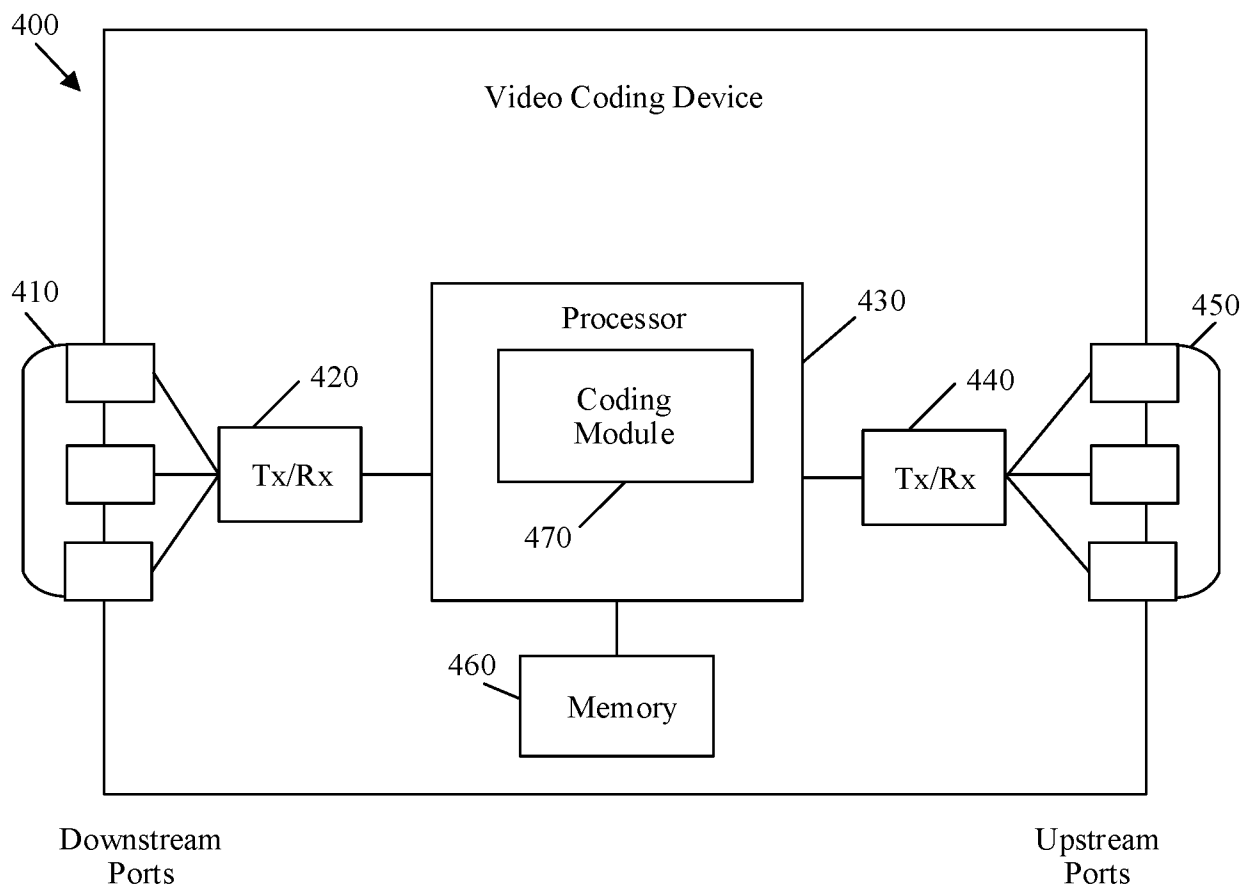 400
Video Coding Device
410
430
450
Processor
420
440
Coding
Module
Tx/Rx
Tx/Rx
470
460
Memory
Downstream
Ports
Upstream
Ports